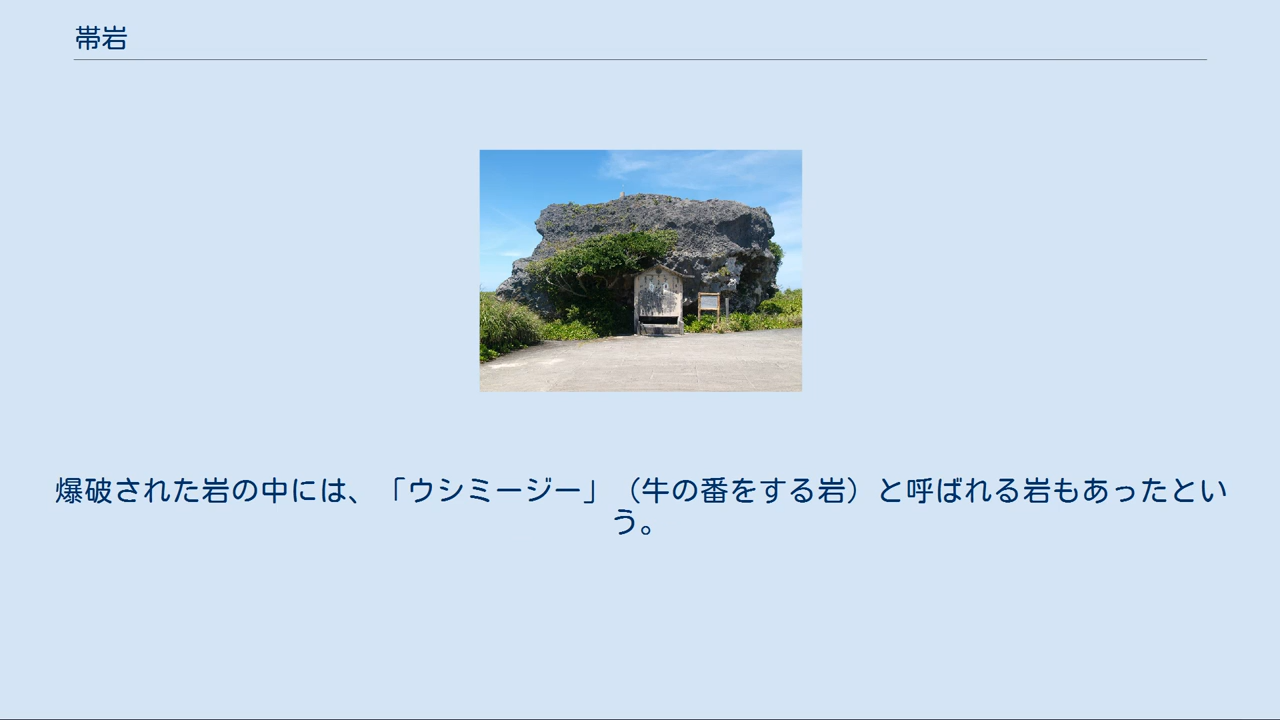 帯岩
爆破された岩の中には、「ウシミージー」（牛の番をする岩）と呼ばれる岩もあったとい
う。